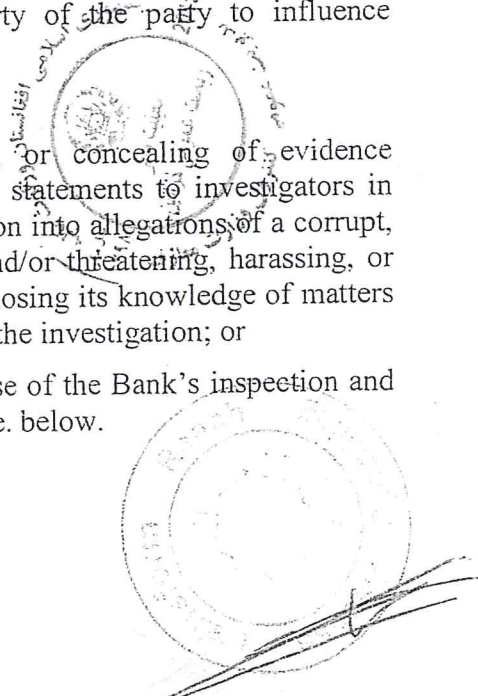 ty of the party to influence
افغانستان
or concealing of evidence
statements to investigators in
on into allegations of a corrupt,
nd/or threatening, harassing, or
losing its knowledge of matters
the investigation; or
se of the Bank's inspection and
e. below.